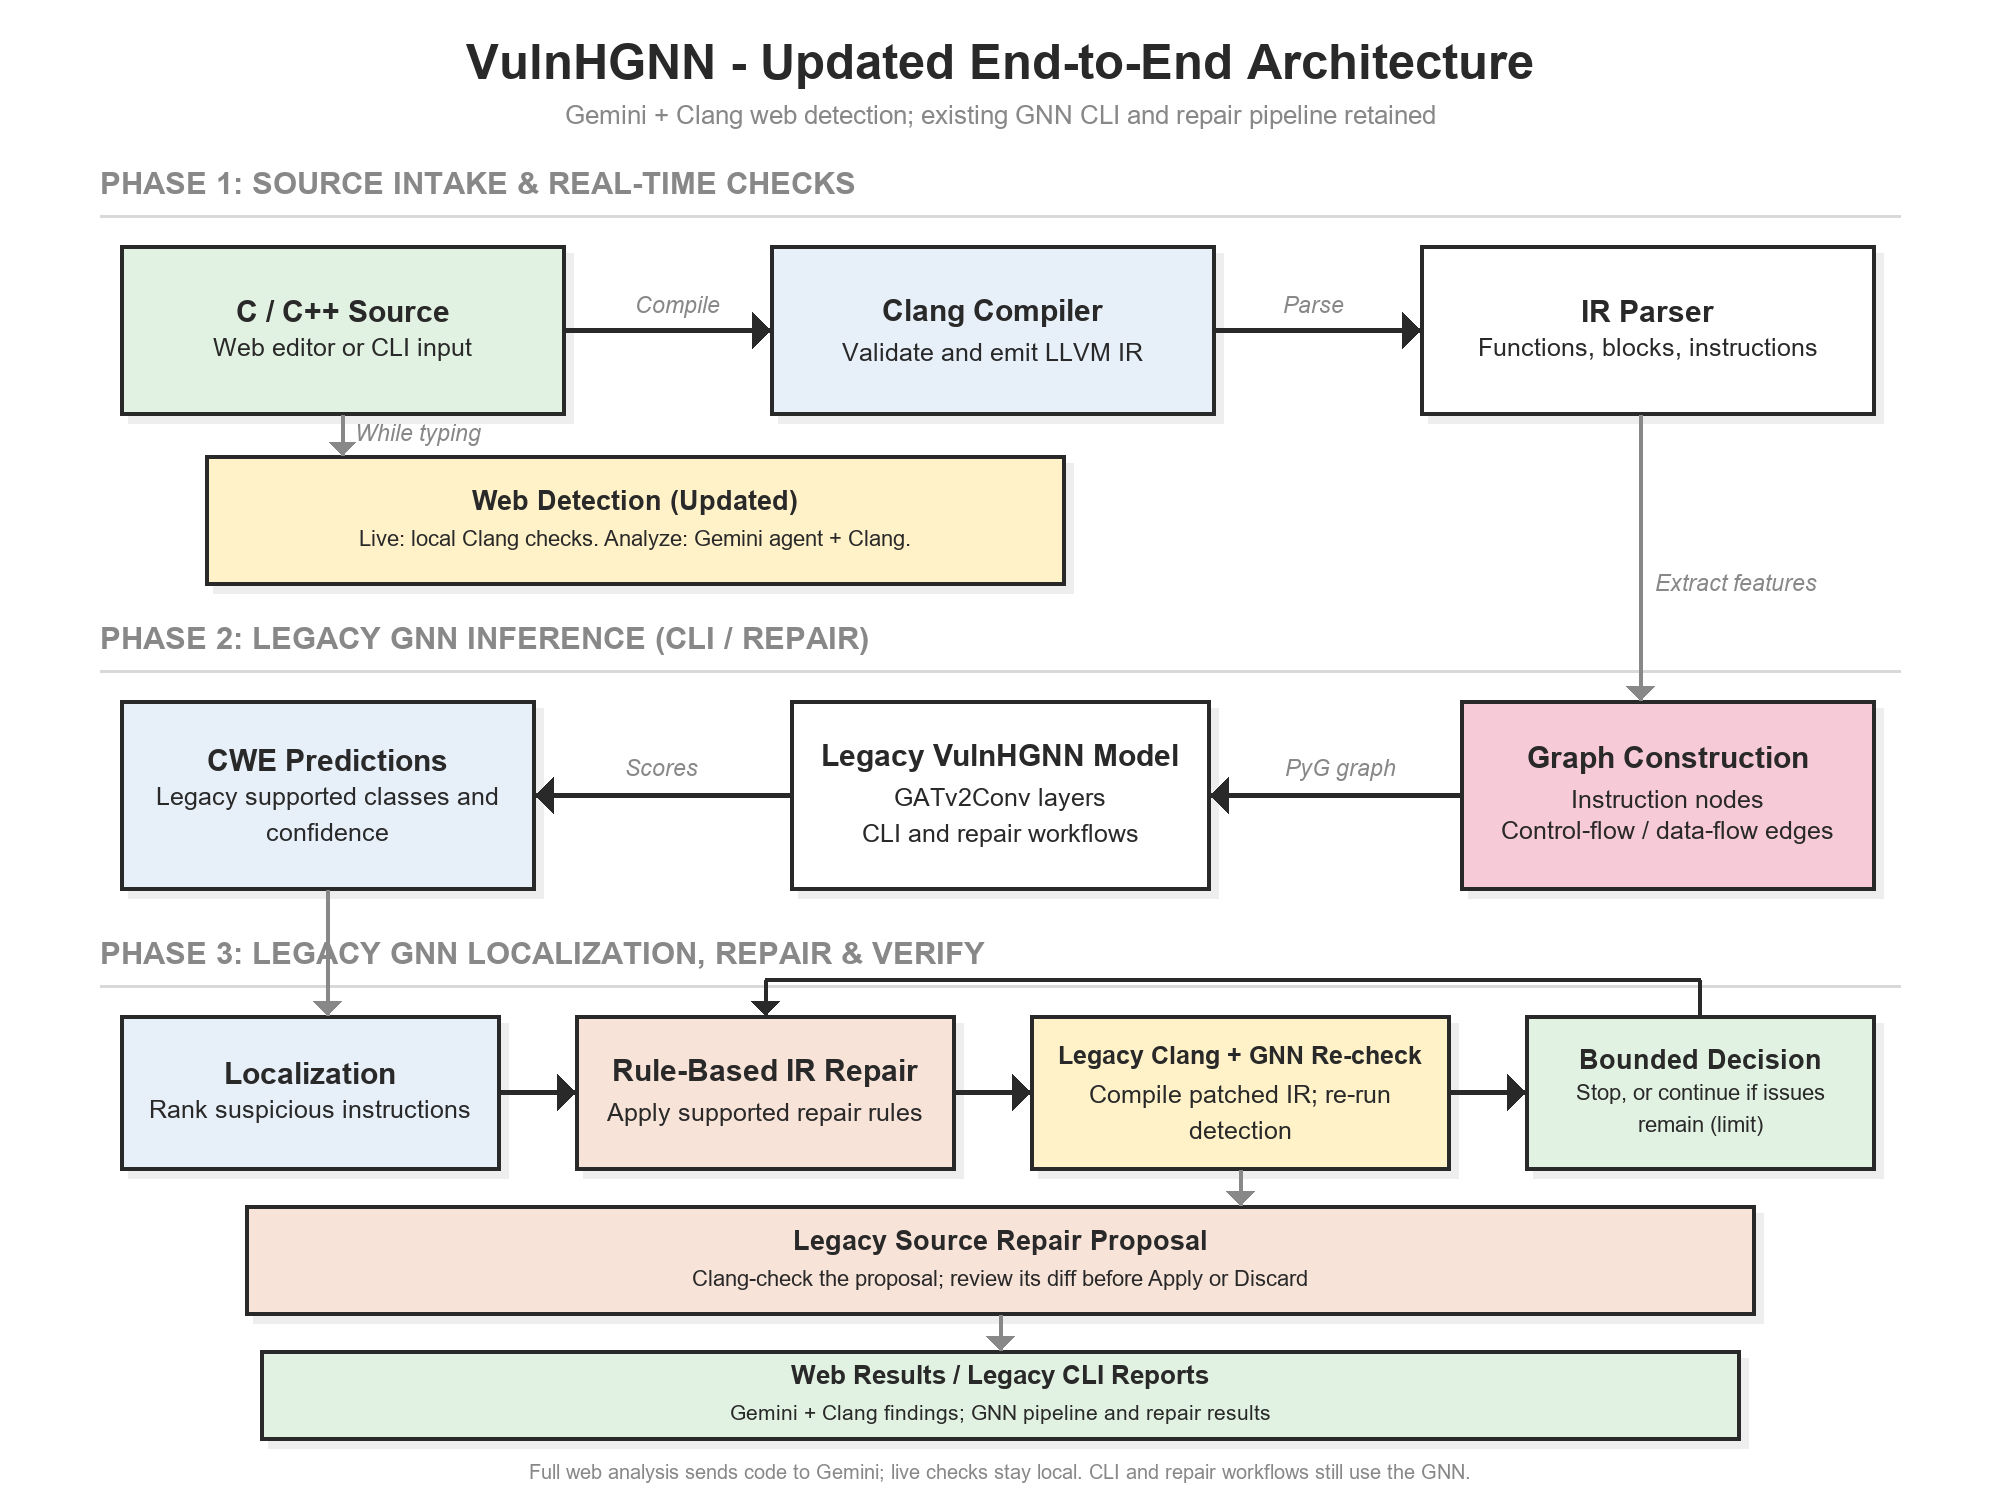 VulnHGNN - Updated End-to-End Architecture
Gemini + Clang web detection; existing GNN CLI and repair pipeline retained
PHASE 1: SOURCE INTAKE & REAL-TIME CHECKS
C / C++ Source
Web editor or CLI input
Compile
Clang Compiler
Validate and emit LLVM IR
Parse
IR Parser
Functions, blocks, instructions
While typing
Web Detection (Updated)
Live: local Clang checks. Analyze: Gemini agent + Clang.
Extract features
PHASE 2: LEGACY GNN INFERENCE (CLI / REPAIR)
CWE Predictions
Legacy supported classes and
confidence
Scores
Legacy VulnHGNN Model
GATv2Conv layers
CLI and repair workflows
PyG graph
Graph Construction
Instruction nodes
Control-flow / data-flow edges
PHASE 3: LEGACY GNN LOCALIZATION, REPAIR & VERIFY
Localization
Rank suspicious instructions
Rule-Based IR Repair
Apply supported repair rules
Legacy Clang + GNN Re-check
Compile patched IR; re-run
detection
Bounded Decision
Stop, or continue if issues
remain (limit)
Legacy Source Repair Proposal
Clang-check the proposal; review its diff before Apply or Discard
Web Results / Legacy CLI Reports
Gemini + Clang findings; GNN pipeline and repair results
Full web analysis sends code to Gemini; live checks stay local. CLI and repair workflows still use the GNN.